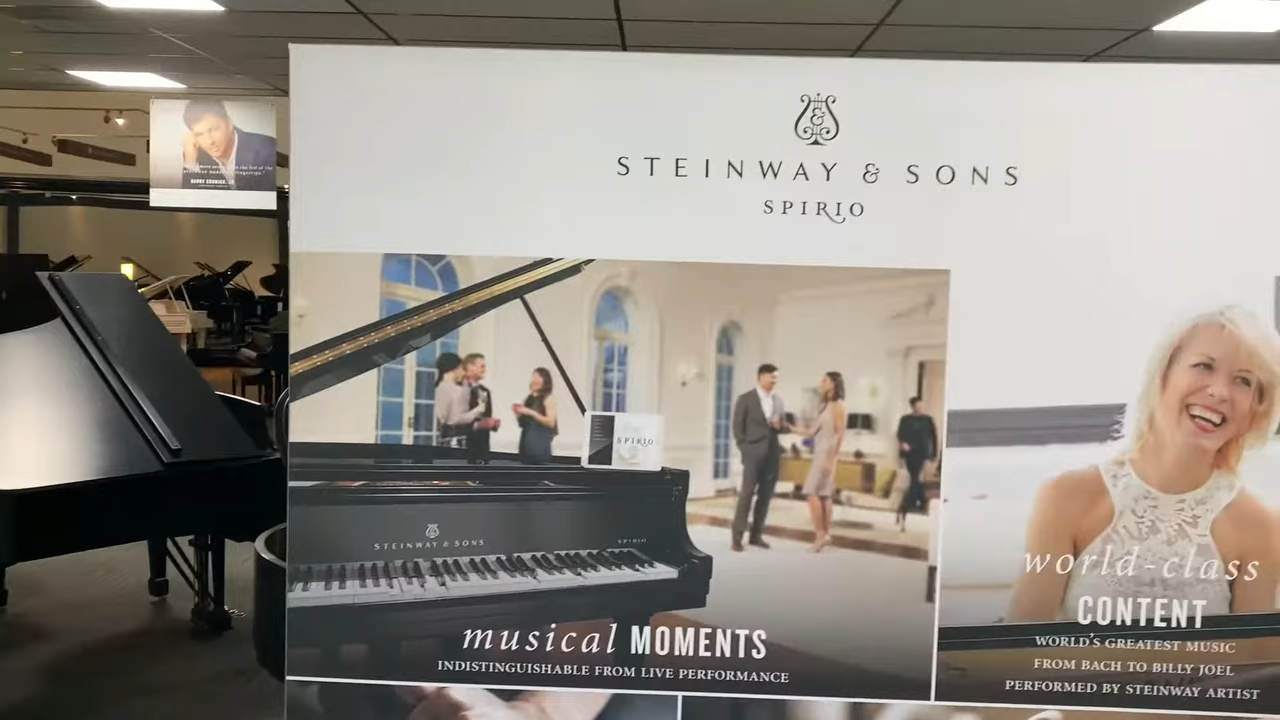 STEINWAY & SONS
SPIRIO
SPIRIO
STEINWAY & SONS
SPIRIO
musical MOMENTS
INDISTINGUISHABLE FROM LIVE PERFORMANCE
world-class
CONTENT
WORLD'S GREATEST MUSIC
FROM BACH TO BILLY JOEL
PERFORMED BY STEINWAY ARTIST